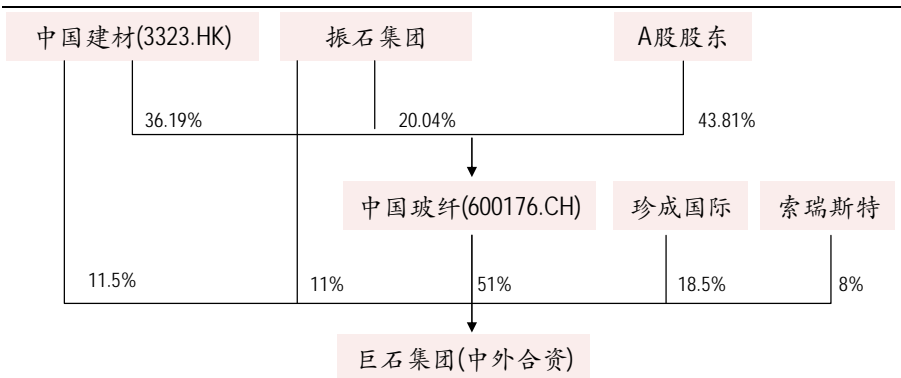 中国建材(3323.HK)
振石集团
A股股东
36.19%
20.04%
43.81%
中国玻纤(600176.CH)
珍成国际
索瑞斯特
11.5%
11%
51%
18.5%
8%
巨石集团(中外合资)